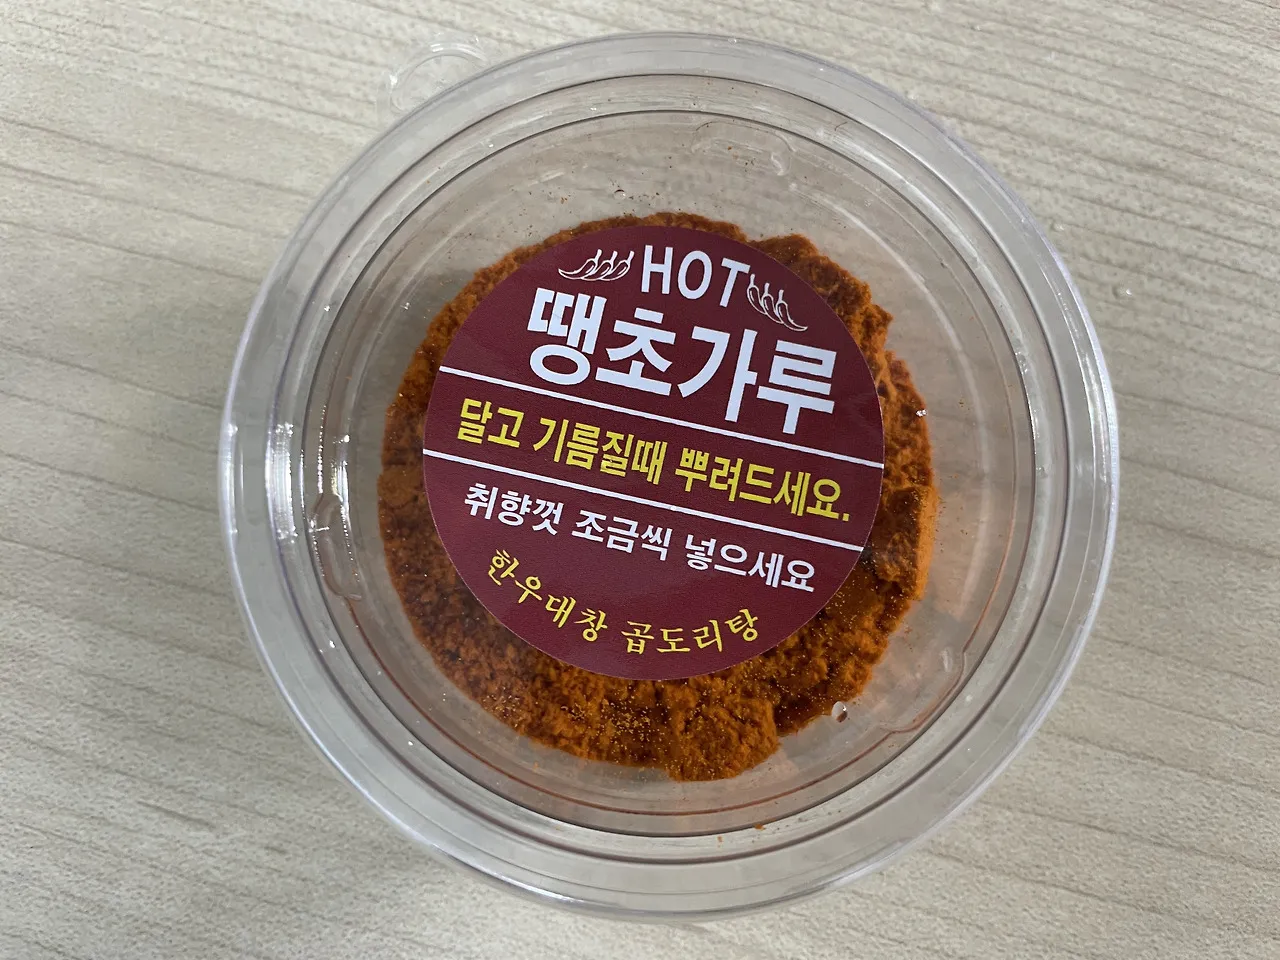 HOT
땡초가루
달고 기름질때 뿌려드세요.
취향껏 조금씩 넣으세요
한우대창 곱도리탕